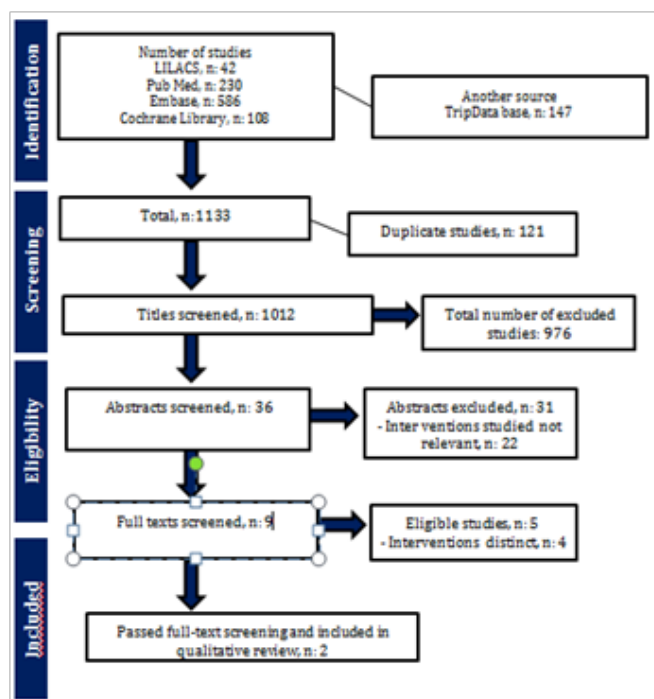 Identification
Number of studies
LILACS, n: 42
Pub Med, n: 230
Embase, n: 586
Cochrane Library, n: 108
Another source
TripData base, n: 147
Screening
Total, n: 1133
Duplicate studies, n: 121
Titles screened, n: 1012
Total number of excluded
studies: 976
Eligibility
Abstracts screened, n: 36
Abstracts excluded, n: 31
- Inter ventions studied not
relevant, n: 22
Full texts screened, n: 9
Eligible studies, n: 5
- Interventions distinct, n: 4
Included
Passed full-text screening and included in
qualitative review, n: 2